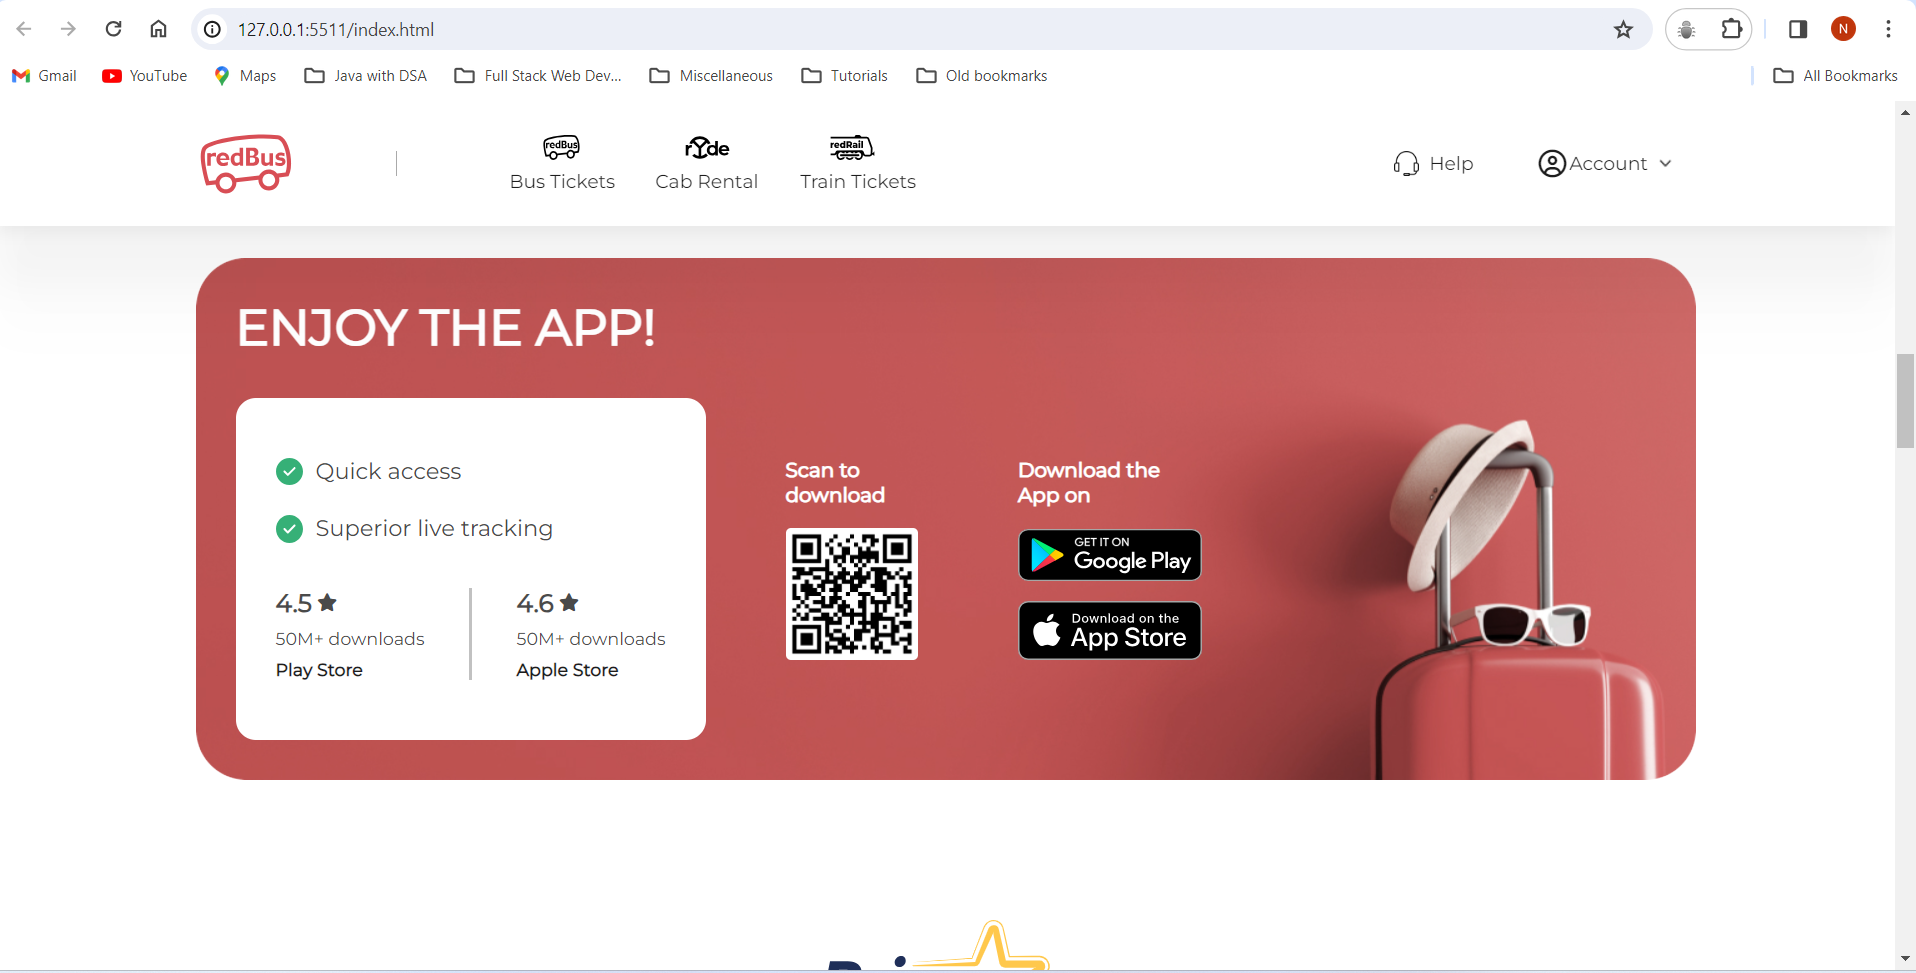 127.0.0.1:5511/index.html
N
Gmail
YouTube
Maps
Java with DSA
Full Stack Web Dev...
Miscellaneous
Tutorials
Old bookmarks
All Bookmarks
redBus
redBus
Bus Tickets
rYde
Cab Rental
redRail
Train Tickets
Help
Account
ENJOY THE APP!
Quick access
Superior live tracking
4.5
50M+ downloads
Play Store
4.6
50M+ downloads
Apple Store
Scan to
download
Download the
App on
GET IT ON
Google Play
Download on the
App Store